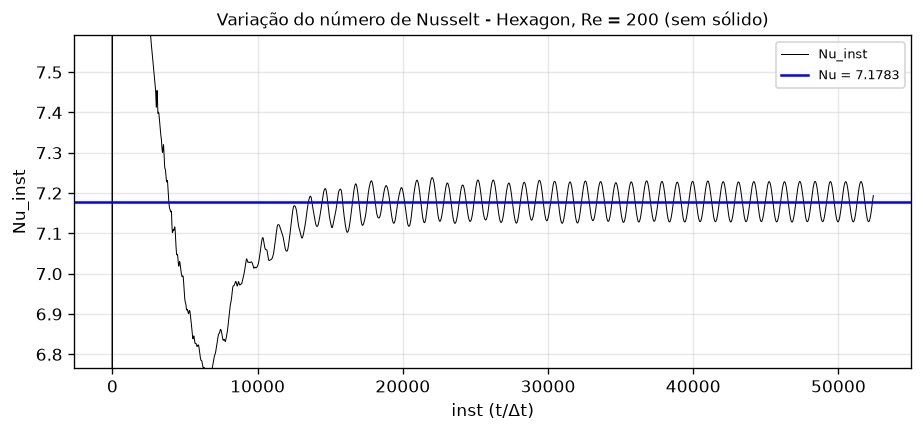 Variação do número de Nusselt - Hexagon, Re = 200 (sem sólido)
Nu_inst
Nu = 7.1783
Nu_inst
7.5
7.4
7.3
7.2
7.1
7.0
6.9
6.8
0 10000 20000 30000 40000 50000
inst (t/Δt)